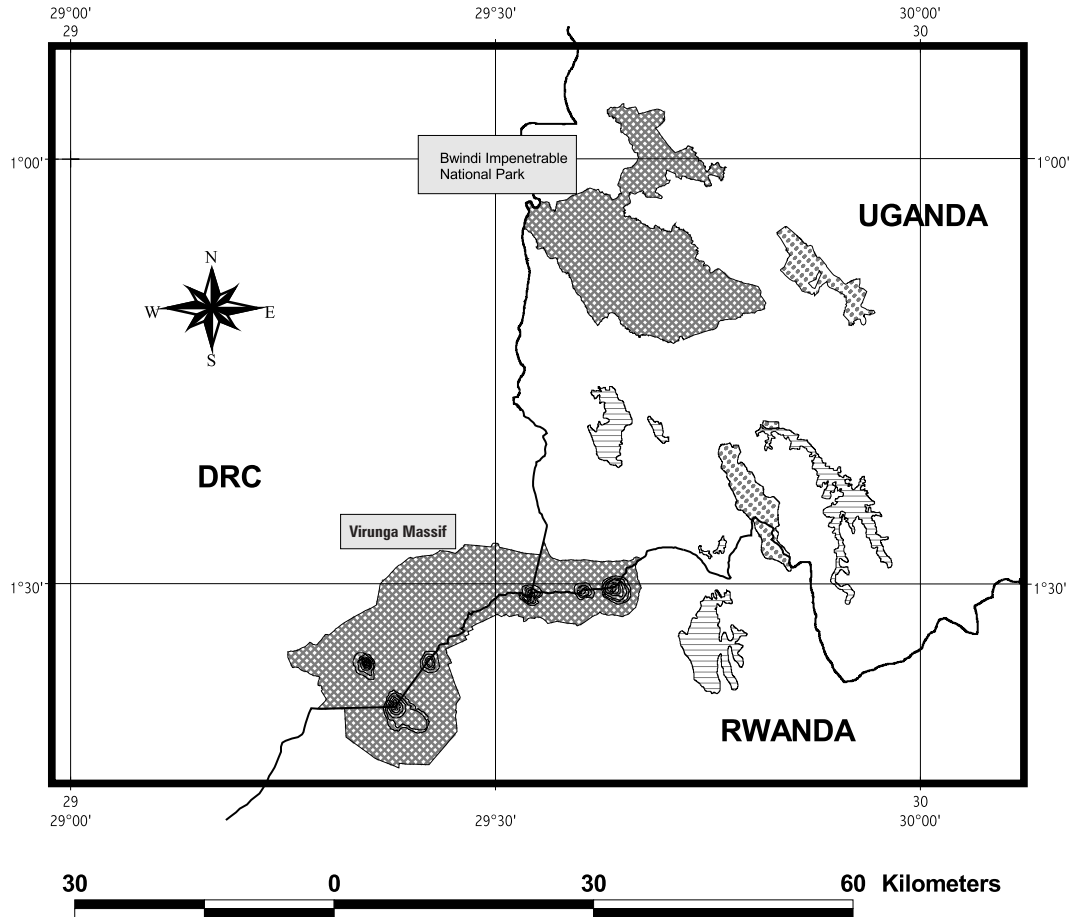 29°00' 29°30' 30°00'
29 30
1°00' 1°00'
Bwindi Impenetrable
National Park
UGANDA
N
W E
S
DRC
Virunga Massif
1°30' 1°30'
RWANDA
29 30
29°00' 29°30' 30°00'
30 0 30 60 Kilometers